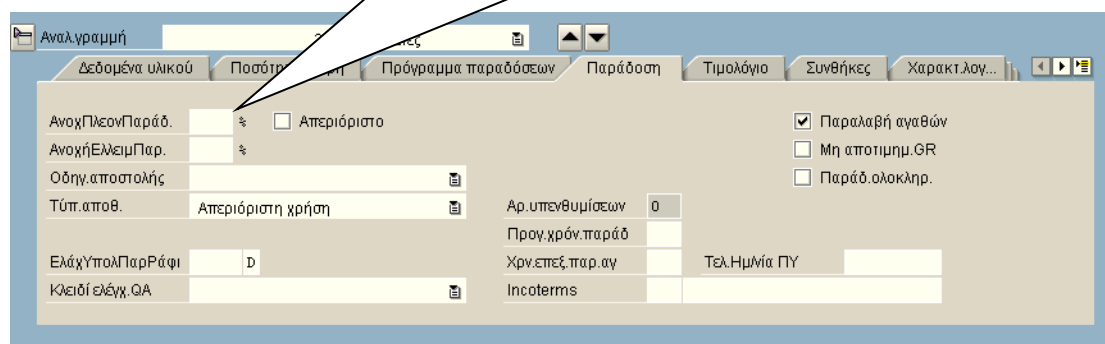 Αναλ.γραμμή
Δεδομένα υλικού Πρόγραμμα παραδόσεων Παράδοση Τιμολόγιο Συνθήκες Χαρακτ.λογ...
ΑνοχΠλεονΠαράδ. % Απεριόριστο Παραλαβή αγαθών
ΑνοχήΕλλειμΠαρ. % Μη αποτιμημ.GR
Οδηγ.αποστολής Παράδ.ολοκληρ.
Τύπ.αποθ. Απεριόριστη χρήση Αρ.υπενθυμίσεων 0
Προγ.χρόν.παράδ
ΕλάχΥπολΠαρΡάφι D Χρν.επεξ.παρ.αγ Τελ.Ημ/νία ΠΥ
Κλειδί ελέγχ.QA Incoterms